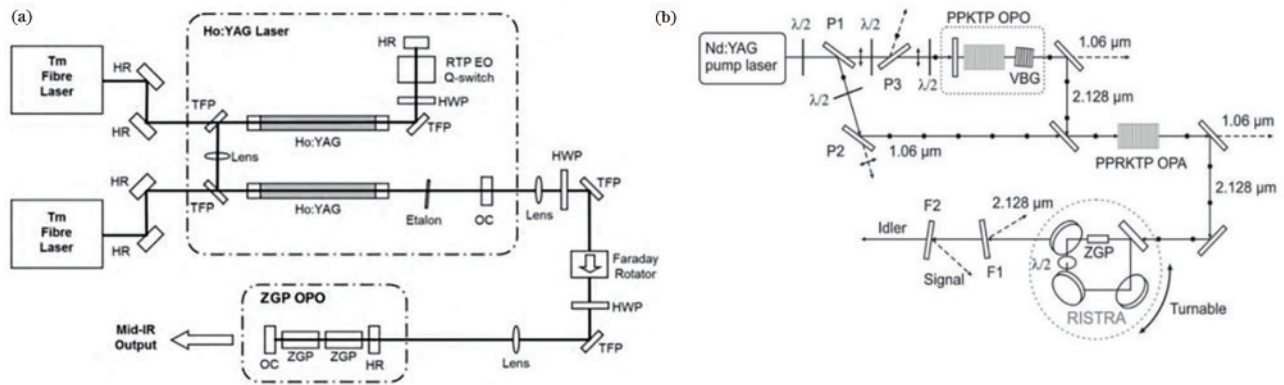 (a)
Ho:YAG Laser
Tm
Fibre
Laser
HR
HR
TFP
HR
RTP EO
Q-switch
HWP
TFP
Ho:YAG
Lens
Tm
Fibre
Laser
HR
HR
TFP
Ho:YAG
Etalon
OC
Lens
HWP
TFP
Faraday
Rotator
HWP
TFP
Lens
ZGP OPO
OC
ZGP
ZGP
HR
Mid-IR
Output
(b)
Nd:YAG
pump laser
λ/2
P1
λ/2
P3
λ/2
PPKTP OPO
VBG
1.06 µm
2.128 µm
λ/2
P2
1.06 µm
PPRKTP OPA
1.06 µm
2.128 µm
Idler
F2
Signal
2.128 µm
F1
ZGP
λ/2
RISTRA
Turnable